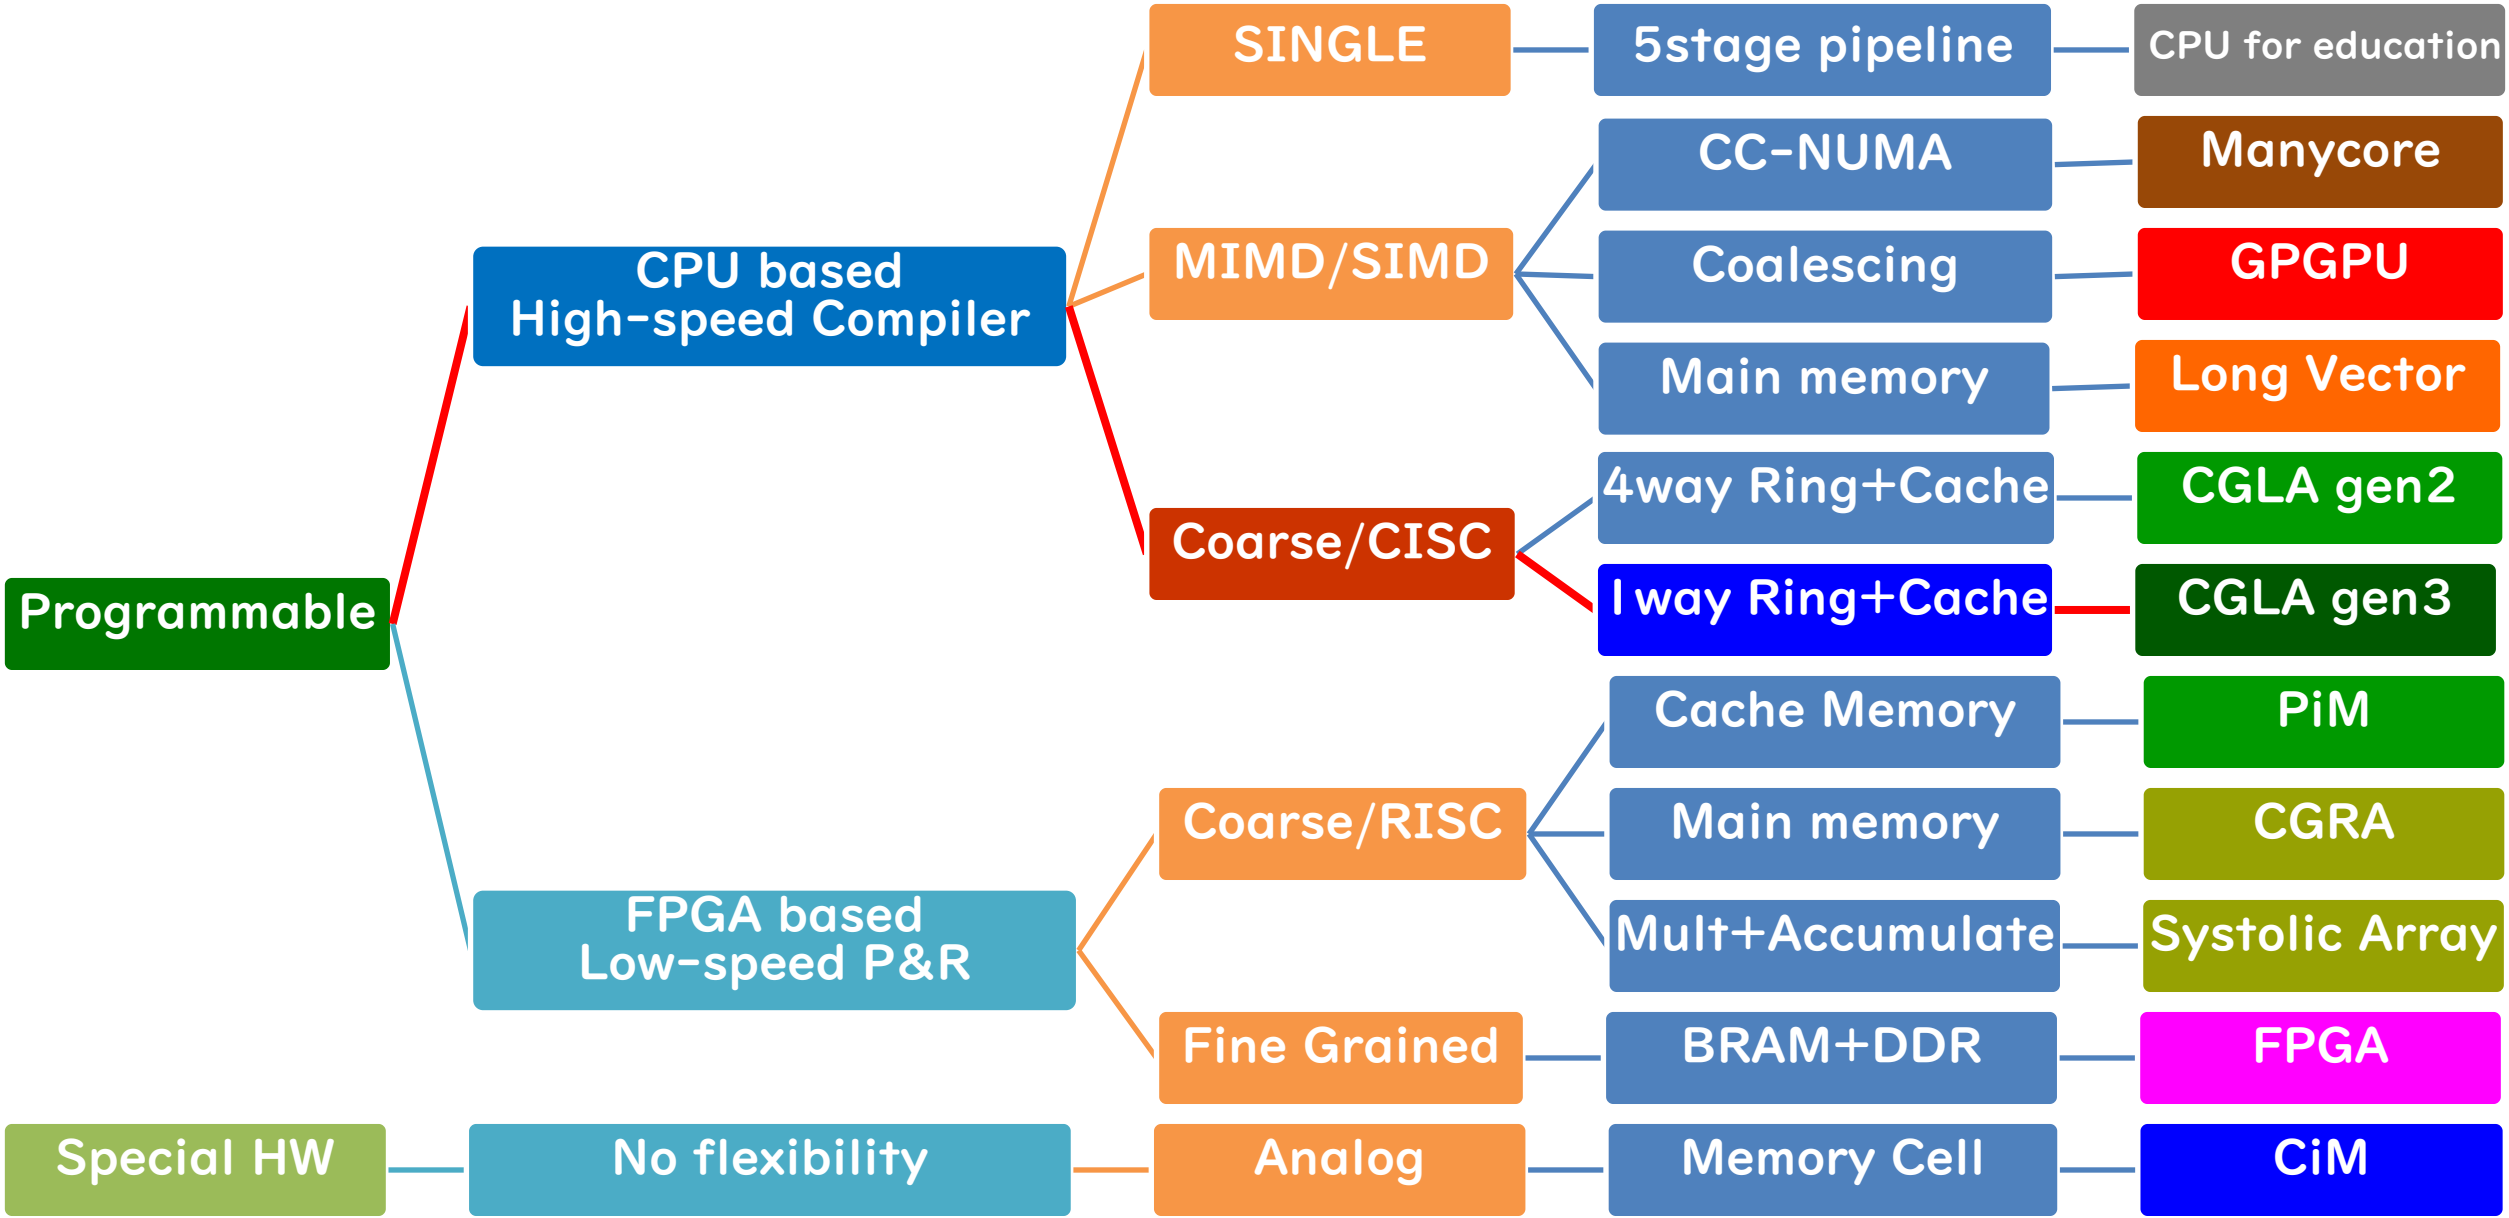 SINGLE
5stage pipeline
CPU for education
CC-NUMA
Manycore
MIMD/SIMD
Coalescing
GPGPU
CPU based
High-speed Compiler
Main memory
Long Vector
4way Ring+Cache
CGLA gen2
Coarse/CISC
Programmable
1way Ring+Cache
CGLA gen3
Cache Memory
PiM
Coarse/RISC
Main memory
CGRA
FPGA based
Low-speed P&R
Mult+Accumulate
Systolic Array
Fine Grained
BRAM+DDR
FPGA
Special HW
No flexibility
Analog
Memory Cell
CiM